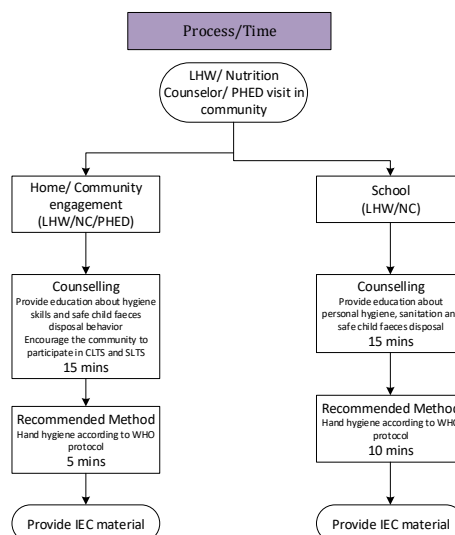 Process/Time
LHW/ Nutrition
Counselor/ PHED visit in
community
Home/ Community
engagement
(LHW/NC/PHED)
School
(LHW/NC)
Counselling
Provide education about hygiene
skills and safe child faeces
disposal behavior
Encourage the community to
participate in CLTS and SLTS
15 mins
Counselling
Provide education about
personal hygiene, sanitation an
safe child faeces disposal
15 mins
Recommended Method
Hand hygiene according to WHO
protocol
5 mins
Recommended Method
Hand hygiene according to WHO
protocol
10 mins
Provide IEC material
Provide IEC material